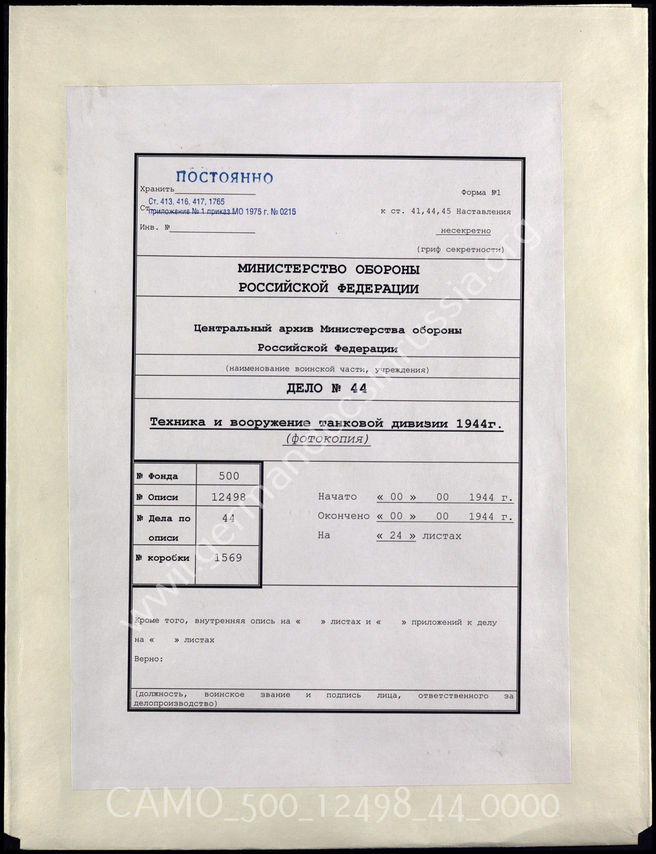 ПОСТОЯННО
Хранить
Форма №1
Ст. 413, 416, 417, 1765
Ст приложение № 1 приказ МО 1975 г. № 0215
к ст. 41,44,45 Наставления
Инв. №
несекретно
(гриф секретности)
МИНИСТЕРСТВО ОБОРОНЫ
РОССИЙСКОЙ ФЕДЕРАЦИИ
Центральный архив Министерства обороны
Российской Федерации
(наименование воинской части, учреждения)
ДЕЛО № 44
Техника и вооружение танковой дивизии 1944г.
(фотокопия)
№ Фонда 500
№ Описи 12498
№ Дела по описи 44
№ коробки 1569
Начато « 00 » 00 1944 г.
Окончено « 00 » 00 1944 г.
На « 24 » листах
Кроме того, внутренняя опись на « » листах и « » приложений к делу
на « » листах
Верно:
(должность, воинское звание и подпись лица, ответственного за
делопроизводство)
www.germandocsinrussia.org
CAMO_500_12498_44_0000